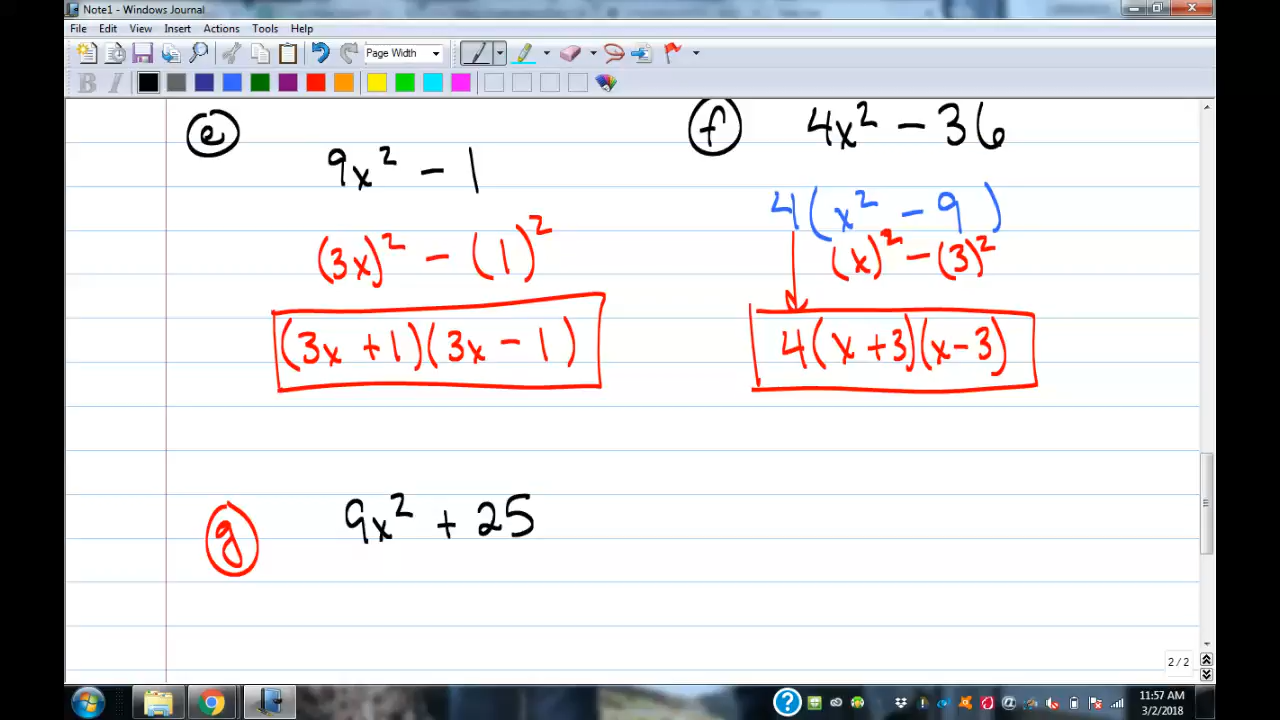 Note1 - Windows Journal
File Edit View Insert Actions Tools Help
Page Width
B I
e
9x² - 1
(3x)² - (1)²
(3x + 1)(3x - 1)
f
4x² - 36
4(x² - 9)
(x)² - (3)²
4(x + 3)(x - 3)
g
9x² + 25
2 / 2
11:57 AM
3/2/2018